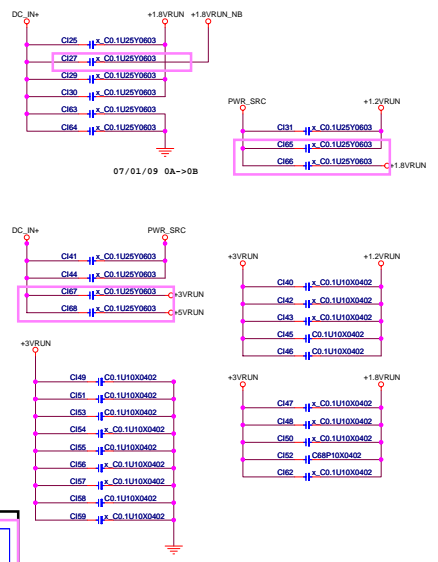 DC_IN+ +1.8VRUN +1.8VRUN_NB
CI25 x_C0.1U25Y0603
CI27 x_C0.1U25Y0603
CI29 x_C0.1U25Y0603
CI30 x_C0.1U25Y0603
CI63 x_C0.1U25Y0603
CI64 x_C0.1U25Y0603
07/01/09 0A->0B
PWR_SRC +1.2VRUN
CI31 x_C0.1U25Y0603
CI65 x_C0.1U25Y0603
CI66 x_C0.1U25Y0603 +1.8VRUN
DC_IN+ PWR_SRC
CI41 x_C0.1U25Y0603
CI44 x_C0.1U25Y0603
CI67 x_C0.1U25Y0603 +3VRUN
CI68 x_C0.1U25Y0603 +5VRUN
+3VRUN +1.2VRUN
CI40 x_C0.1U10X0402
CI42 x_C0.1U10X0402
CI43 x_C0.1U10X0402
CI45 C0.1U10X0402
CI46 C0.1U10X0402
+3VRUN
CI49 C0.1U10X0402
CI51 C0.1U10X0402
CI53 C0.1U10X0402
CI54 x_C0.1U10X0402
CI55 x_C0.1U10X0402
CI56 x_C0.1U10X0402
CI57 x_C0.1U10X0402
CI58 C0.1U10X0402
CI59 x_C0.1U10X0402
+3VRUN +1.8VRUN
CI47 x_C0.1U10X0402
CI48 x_C0.1U10X0402
CI50 x_C0.1U10X0402
CI52 C68P10X0402
CI62 x_C0.1U10X0402